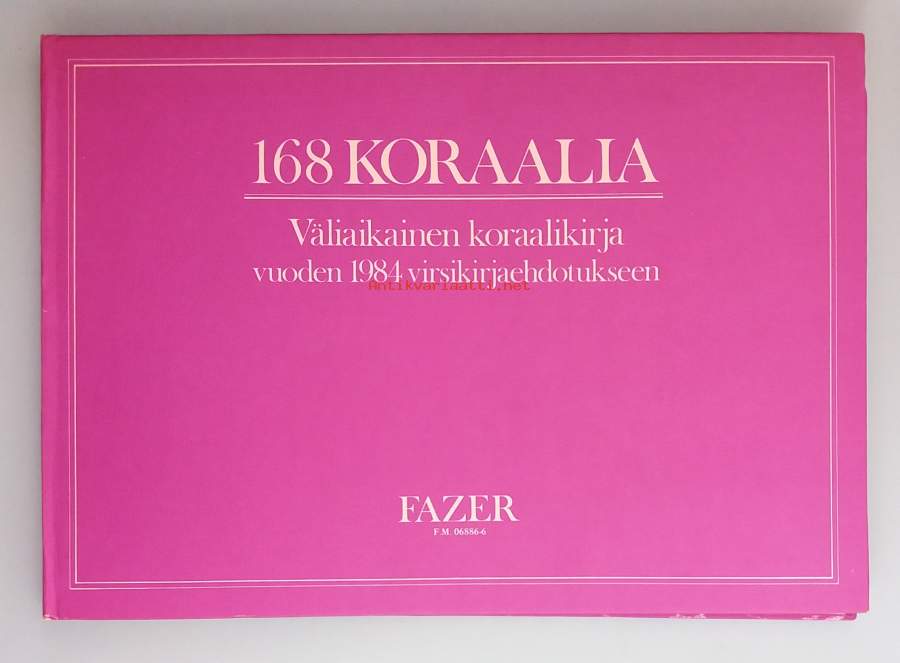 168 KORAALIA
Väliaikainen koraalikirja
vuoden 1984 virsikirjaehdotukseen
Antikvariaatti.net
FAZER
F.M. 06886-6